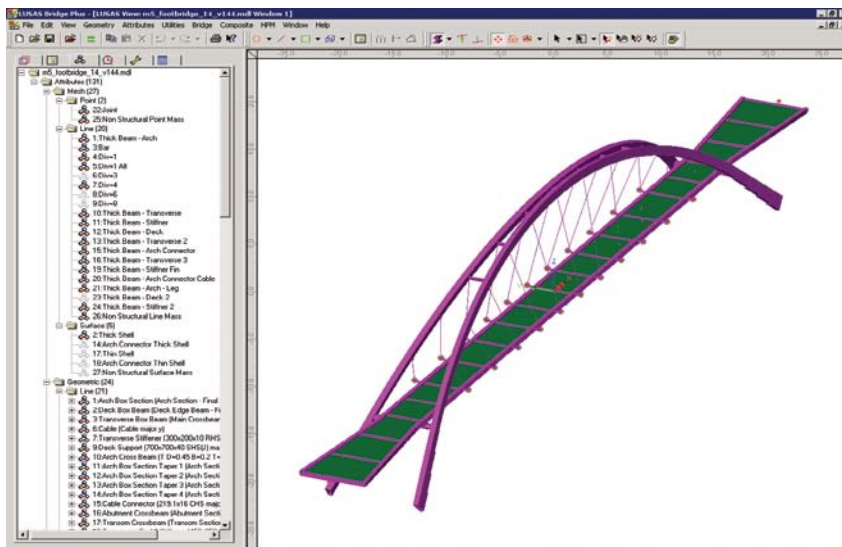 LUSAS Bridge Plus - [LUSAS View: m5_footbridge_14_v144.mdl Window 1]
File Edit View Geometry Attributes Utilities Bridge Composite HPM Window Help
m5_footbridge_14_v144.mdl
Attributes (131)
Mesh (27)
Point (2)
22:Joint
25:Non Structural Point Mass
Line (20)
1:Thick Beam - Arch
3:Bar
4:Div=1
5:Div=1 All
6:Div=3
7:Div=4
8:Div=6
9:Div=9
10:Thick Beam - Transverse
11:Thick Beam - Stiffner
12:Thick Beam - Deck
13:Thick Beam - Transverse 2
15:Thick Beam - Arch Connector
16:Thick Beam - Transverse 3
19:Thick Beam - Stiffner Fin
20:Thick Beam - Arch Connector Cable
21:Thick Beam - Arch - Leg
23:Thick Beam - Deck 2
24:Thick Beam - Stiffner 2
26:Non Structural Line Mass
Surface (5)
2:Thick Shell
14:Arch Connector Thick Shell
17:Thin Shell
18:Arch Connector Thin Shell
27:Non Structural Surface Mass
Geometric (24)
Line (21)
1:Arch Box Section (Arch Section - Final
2:Deck Box Beam (Deck Edge Beam - Fi
3:Transverse Box Beam (Main Crossbeam
6:Cable (Cable major y)
7:Transverse Stiffener (300x200x10 RHS
9:Deck Support (700x700x40 SHS(J) ma
10:Arch Cross Beam (T D=0.45 B=0.2 T=
11:Arch Box Section Taper 1 (Arch Secti
12:Arch Box Section Taper 2 (Arch Secti
13:Arch Box Section Taper 3 (Arch Secti
14:Arch Box Section Taper 4 (Arch Secti
15:Cable Connector (219.1x16 CHS majo
16:Abutment Crossbeam (Abutment Secti
17:Transom Crossbeam (Transom Section